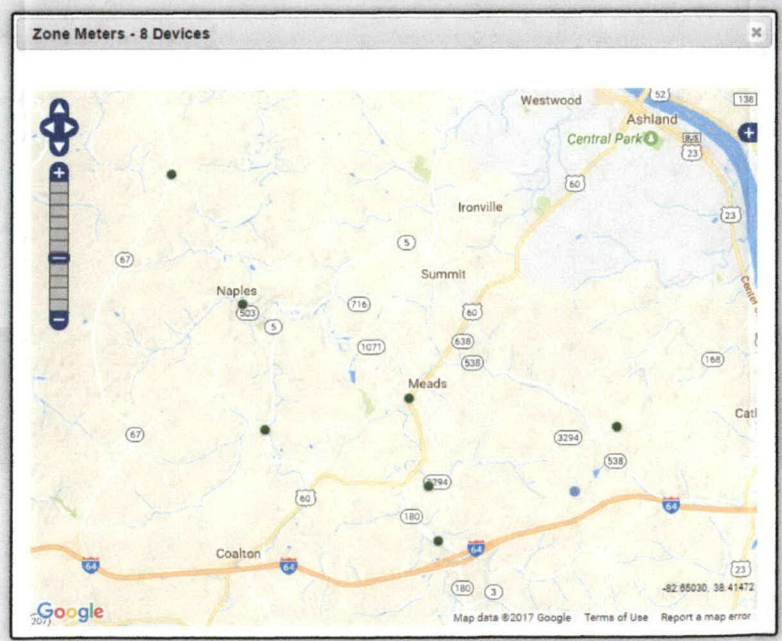 Zone Meters - 8 Devices
52
138
Westwood
Ashland
Central Park
23
60
Ironville
23
5
67
Summit
Naples
716
60
503
5
638
1071
538
168
Meads
67
3294
538
60
180
64
Coalton
64
64
64
23
180
3
-82.65030, 38.41472
Google
Map data ©2017 Google
Terms of Use
Report a map error